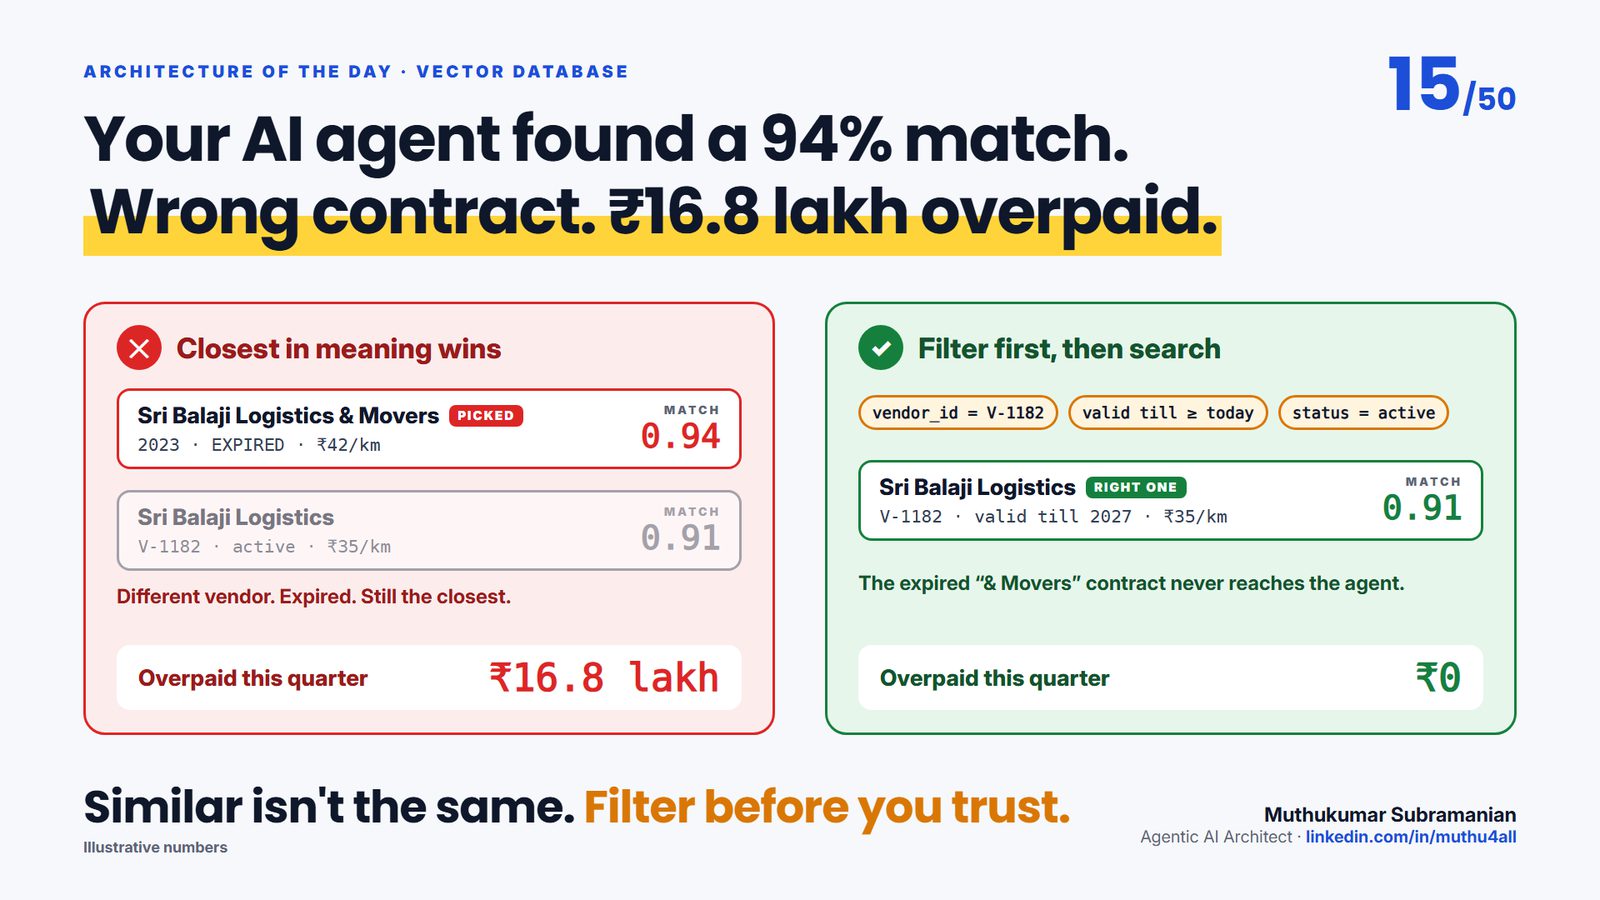 ARCHITECTURE OF THE DAY · VECTOR DATABASE
15/50
Your AI agent found a 94% match.
Wrong contract. ₹16.8 lakh overpaid.
Closest in meaning wins
Sri Balaji Logistics & Movers PICKED
2023 · EXPIRED · ₹42/km
MATCH
0.94
Sri Balaji Logistics
V-1182 · active · ₹35/km
MATCH
0.91
Different vendor. Expired. Still the closest.
Overpaid this quarter ₹16.8 lakh
Filter first, then search
vendor_id = V-1182 valid till ≥ today status = active
Sri Balaji Logistics RIGHT ONE
V-1182 · valid till 2027 · ₹35/km
MATCH
0.91
The expired “& Movers” contract never reaches the agent.
Overpaid this quarter ₹0
Similar isn't the same. Filter before you trust.
Illustrative numbers
Muthukumar Subramanian
Agentic AI Architect · linkedin.com/in/muthu4all